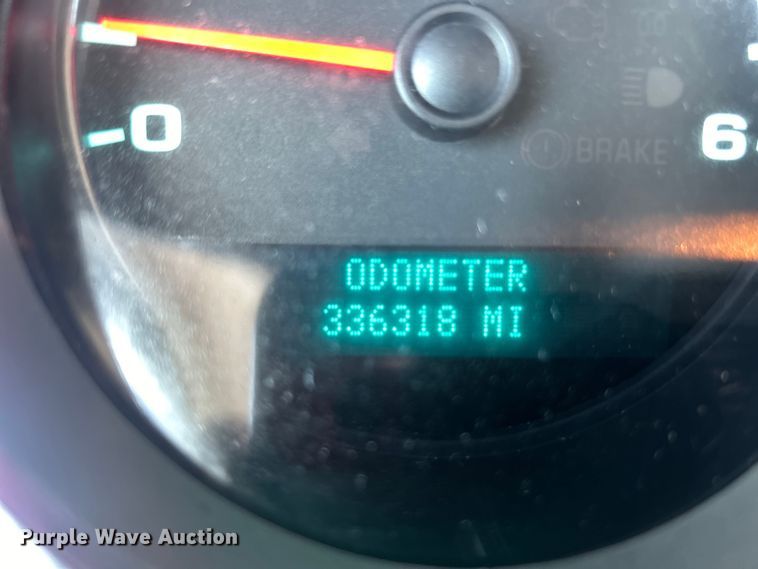 0
BRAKE
6
ODOMETER
336318 MI
Purple Wave Auction